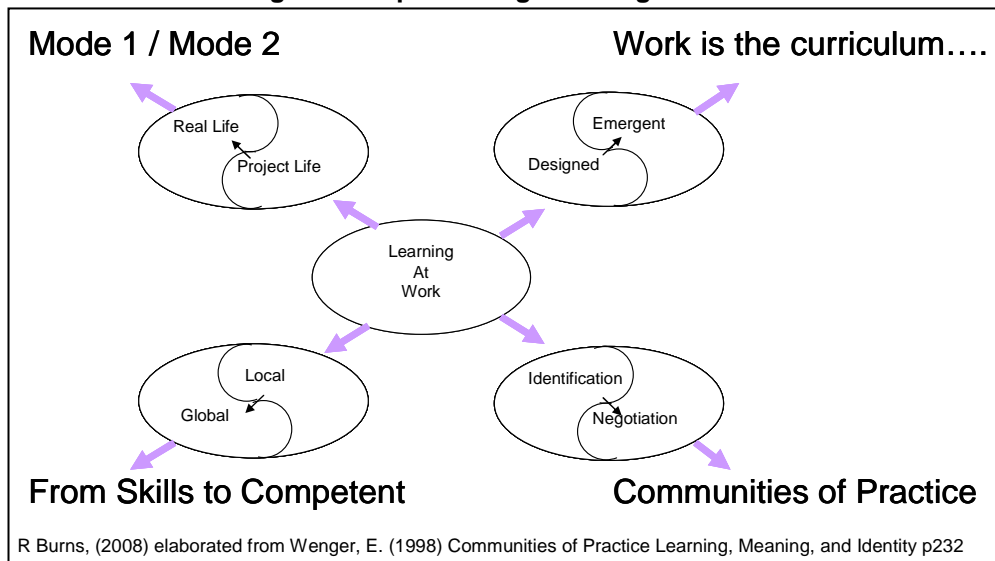 Mode 1 / Mode 2
Work is the curriculum….
Real Life
Project Life
Emergent
Designed
Learning
At
Work
Local
Global
Identification
Negotiation
From Skills to Competent
Communities of Practice
R Burns, (2008) elaborated from Wenger, E. (1998) Communities of Practice Learning, Meaning, and Identity p232